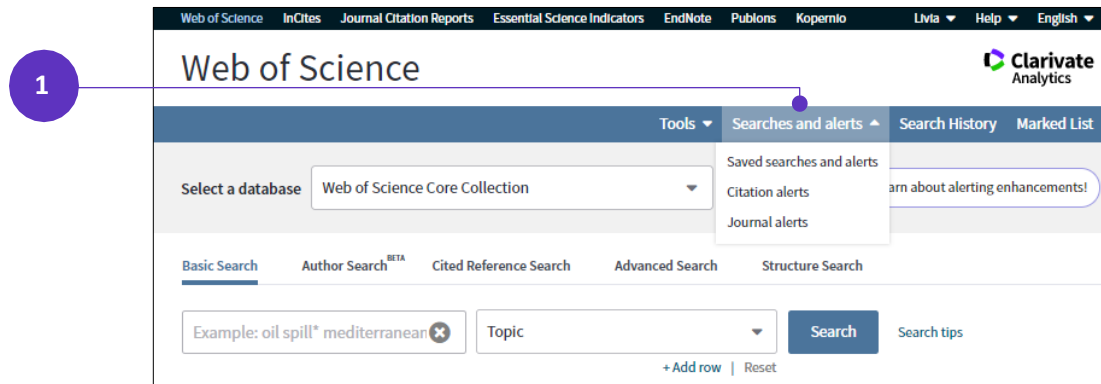 Web of Science InCites Journal Citation Reports Essential Science Indicators EndNote Publons Kopernio Livia Help English
Web of Science
Clarivate
Analytics
1
Tools Searches and alerts Search History Marked List
Saved searches and alerts
Select a database Web of Science Core Collection
Citation alerts
arn about alerting enhancements!
Journal alerts
Basic Search Author Search BETA Cited Reference Search Advanced Search Structure Search
Example: oil spill* mediterranean Topic Search Search tips
+ Add row | Reset